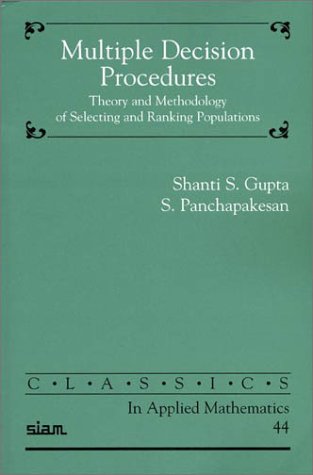 Multiple Decision
Procedures
Theory and Methodology
of Selecting and Ranking Populations
Shanti S. Gupta
S. Panchapakesan
C • L • A • S • S • I • C • S
In Applied Mathematics
siam
44